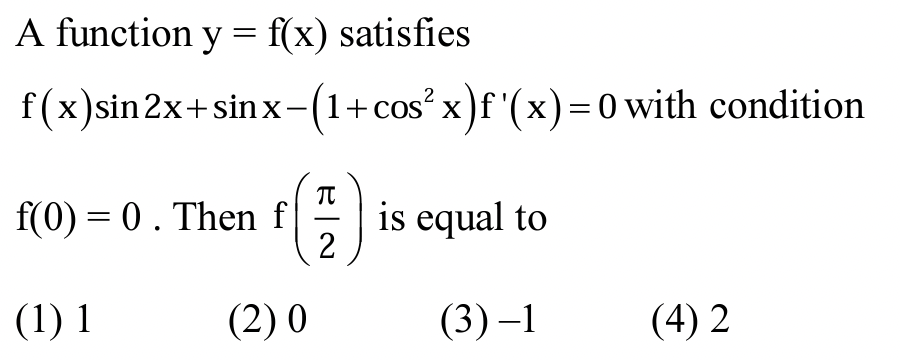 A function y = f(x) satisfies
f(x)sin2x+sinx−(1+cos²x)f'(x)=0 with condition
f(0) = 0 . Then f(π/2) is equal to
(1) 1 (2) 0 (3) –1 (4) 2